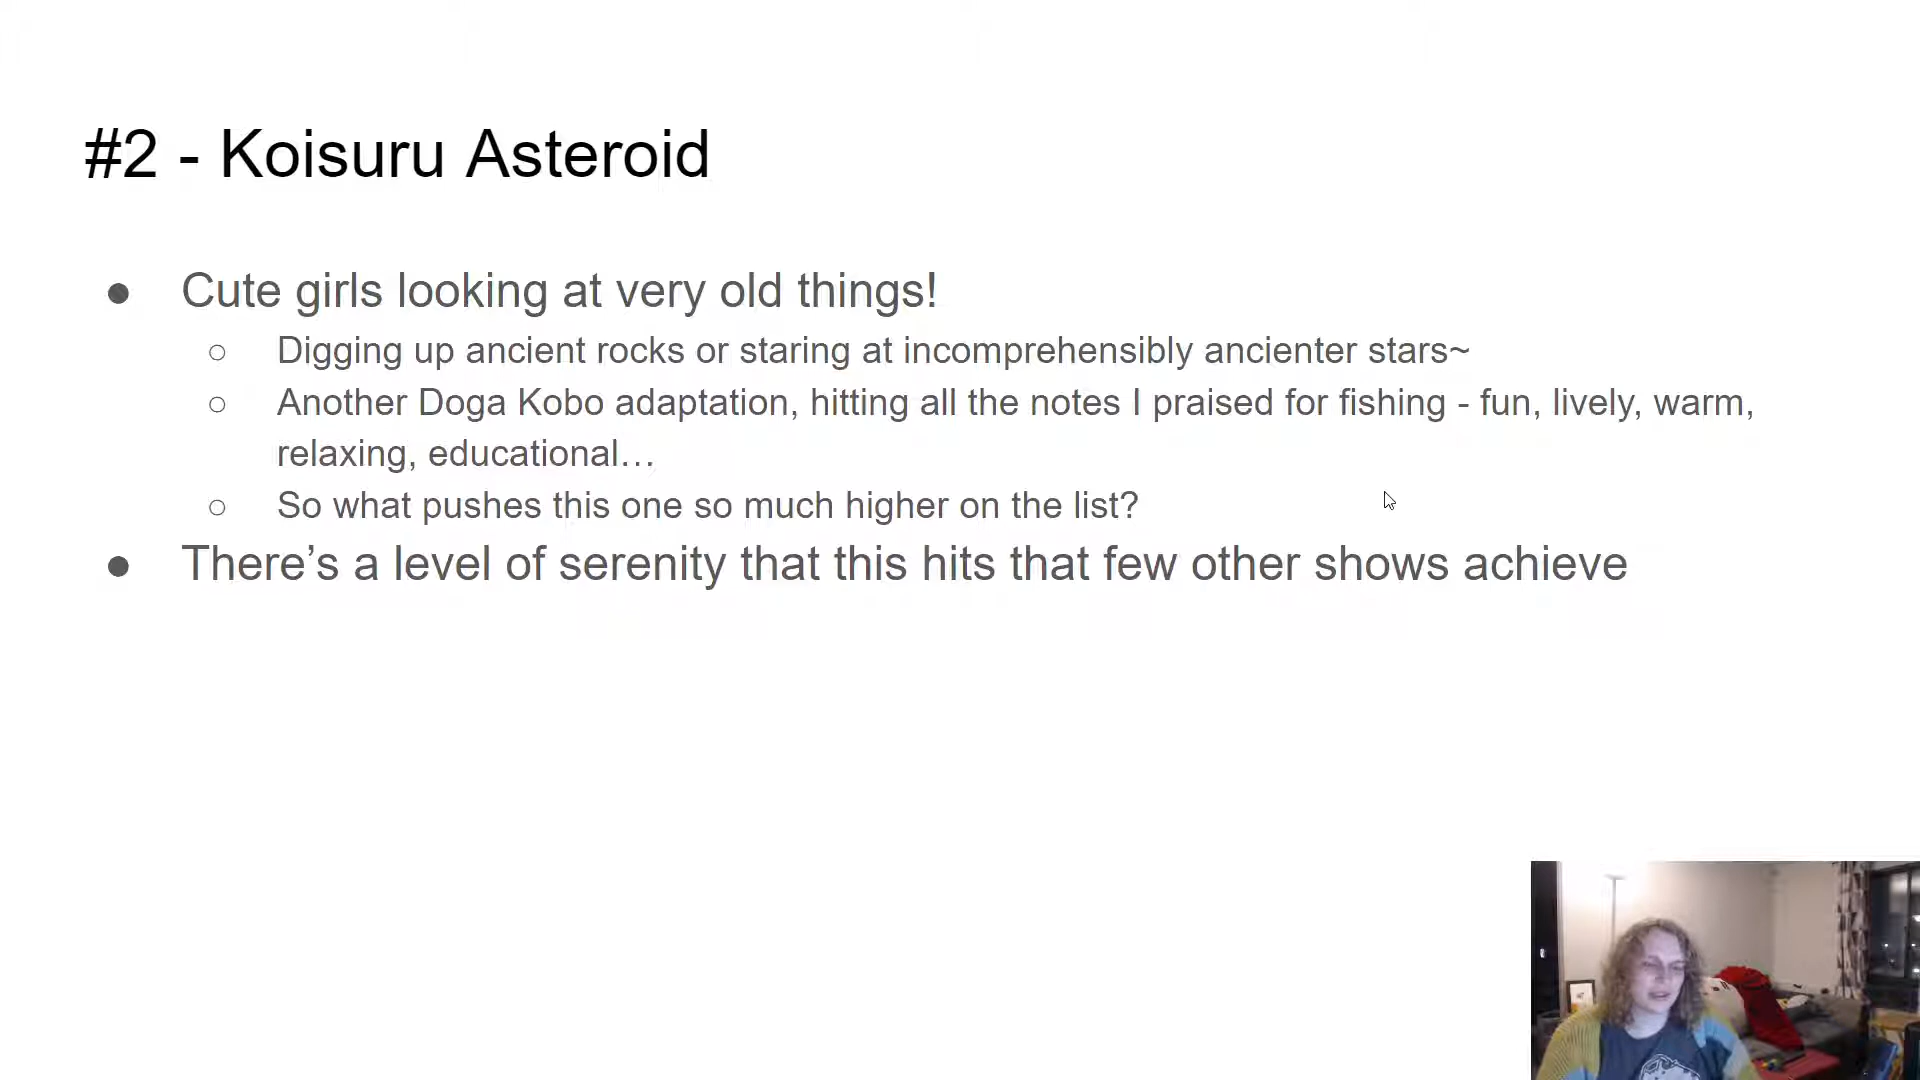 #2 - Koisuru Asteroid
● Cute girls looking at very old things!
○ Digging up ancient rocks or staring at incomprehensibly ancienter stars~
○ Another Doga Kobo adaptation, hitting all the notes I praised for fishing - fun, lively, warm,
relaxing, educational…
○ So what pushes this one so much higher on the list?
● There’s a level of serenity that this hits that few other shows achieve